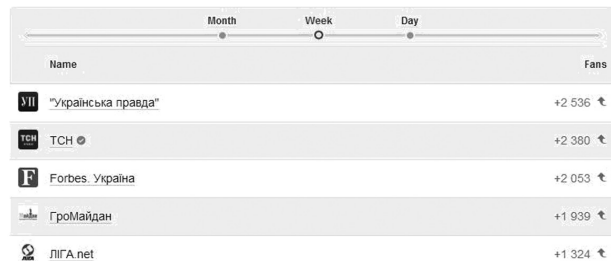 Month Week Day
Name Fans
УП "Українська правда" +2 536
ТСН ТСН +2 380
F Forbes. Україна +2 053
ГроМайдан +1 939
ЛІГА ЛІГА.net +1 324